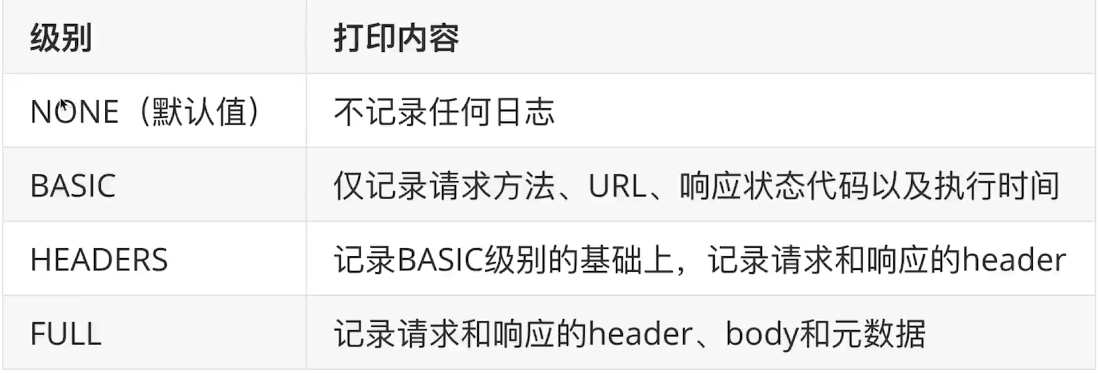 级别 打印内容
NONE（默认值） 不记录任何日志
BASIC 仅记录请求方法、URL、响应状态代码以及执行时间
HEADERS 记录BASIC级别的基础上，记录请求和响应的header
FULL 记录请求和响应的header、body和元数据